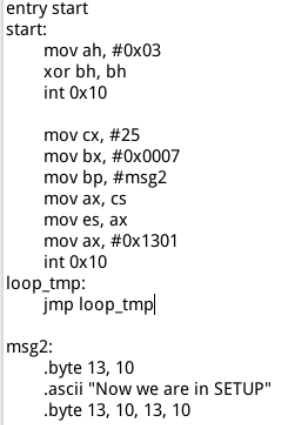 entry start
start:
mov ah, #0x03
xor bh, bh
int 0x10
mov cx, #25
mov bx, #0x0007
mov bp, #msg2
mov ax, cs
mov es, ax
mov ax, #0x1301
int 0x10
loop_tmp:
jmp loop_tmp
msg2:
.byte 13, 10
.ascii "Now we are in SETUP"
.byte 13, 10, 13, 10